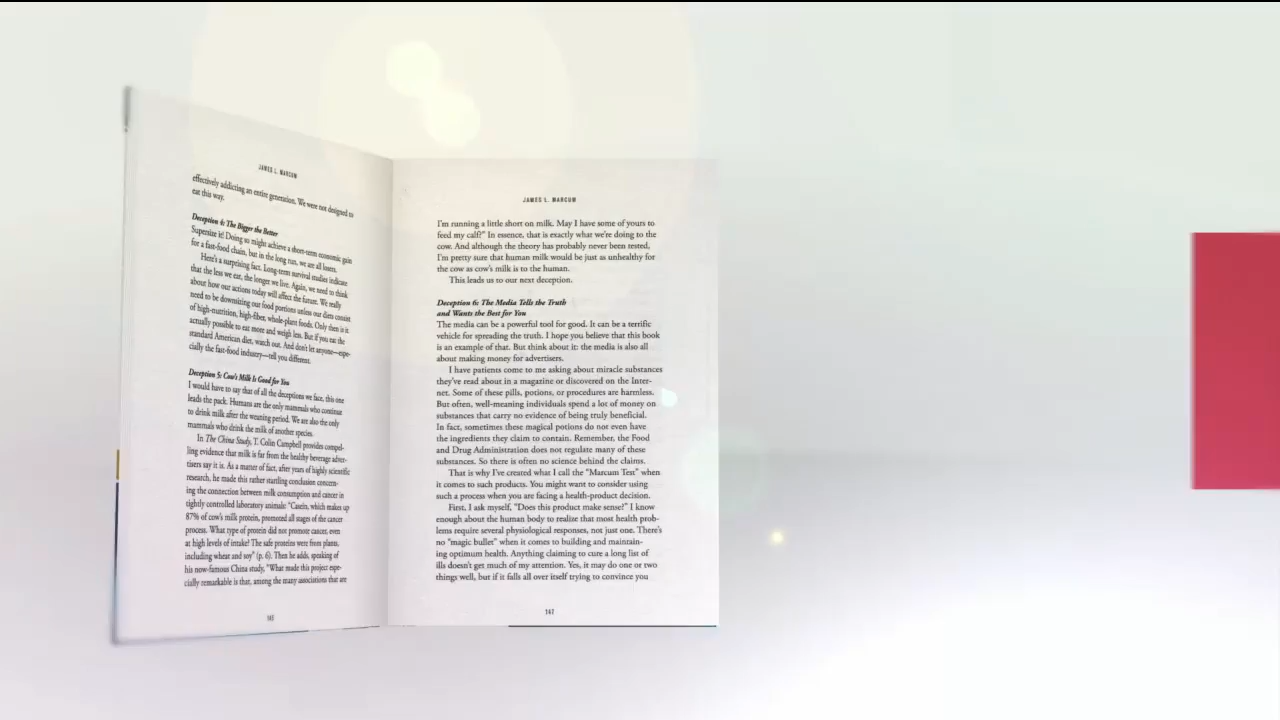 JAMES L. MARCUM
effectively addicting an entire generation. We were not designed to
eat this way.
Deception 4: The Bigger the Better
Supersize it! Doing so might achieve a short-term economic gain
for a fast-food chain, but in the long run, we are all losers.
Here's a surprising fact. Long-term survival studies indicate
that the less we eat, the longer we live. Again, we need to think
about how our actions today will affect the future. We really
need to be downsizing our food portions unless our diets consist
of high-nutrition, high-fiber, whole-plant foods. Only then is it
actually possible to eat more and weigh less. But if you eat the
standard American diet, watch out. And don't let anyone—espe-
cially the fast-food industry—tell you different.
Deception 5: Cow's Milk Is Good for You
I would have to say that of all the deceptions we face, this one
leads the pack. Humans are the only mammals who continue
to drink milk after the weaning period. We are also the only
mammals who drink the milk of another species.
In The China Study, T. Colin Campbell provides compel-
ling evidence that milk is far from the healthy beverage adver-
tisers say it is. As a matter of fact, after years of highly scientific
research, he made this rather startling conclusion concern-
ing the connection between milk consumption and cancer in
tightly controlled laboratory animals: "Casein, which makes up
87% of cow's milk protein, promoted all stages of the cancer
process. What type of protein did not promote cancer, even
at high levels of intake? The safe proteins were from plants,
including wheat and soy" (p. 6). Then he adds, speaking of
his now-famous China study, "What made this project espe-
cially remarkable is that, among the many associations that are
JAMES L. MARCUM
I'm running a little short on milk. May I have some of yours to
feed my calf?" In essence, that is exactly what we're doing to the
cow. And although the theory has probably never been tested,
I'm pretty sure that human milk would be just as unhealthy for
the cow as cow's milk is to the human.
This leads us to our next deception.
Deception 6: The Media Tells the Truth
and Wants the Best for You
The media can be a powerful tool for good. It can be a terrific
vehicle for spreading the truth. I hope you believe that this book
is an example of that. But think about it: the media is also all
about making money for advertisers.
I have patients come to me asking about miracle substances
they've read about in a magazine or discovered on the Inter-
net. Some of these pills, potions, or procedures are harmless.
But often, well-meaning individuals spend a lot of money on
substances that carry no evidence of being truly beneficial.
In fact, sometimes these magical potions do not even have
the ingredients they claim to contain. Remember, the Food
and Drug Administration does not regulate many of these
substances. So there is often no science behind the claims.
That is why I've created what I call the "Marcum Test" when
it comes to such products. You might want to consider using
such a process when you are facing a health-product decision.
First, I ask myself, "Does this product make sense?" I know
enough about the human body to realize that most health prob-
lems require several physiological responses, not just one. There's
no "magic bullet" when it comes to building and maintain-
ing optimum health. Anything claiming to cure a long list of
ills doesn't get much of my attention. Yes, it may do one or two
things well, but if it falls all over itself trying to convince you
147